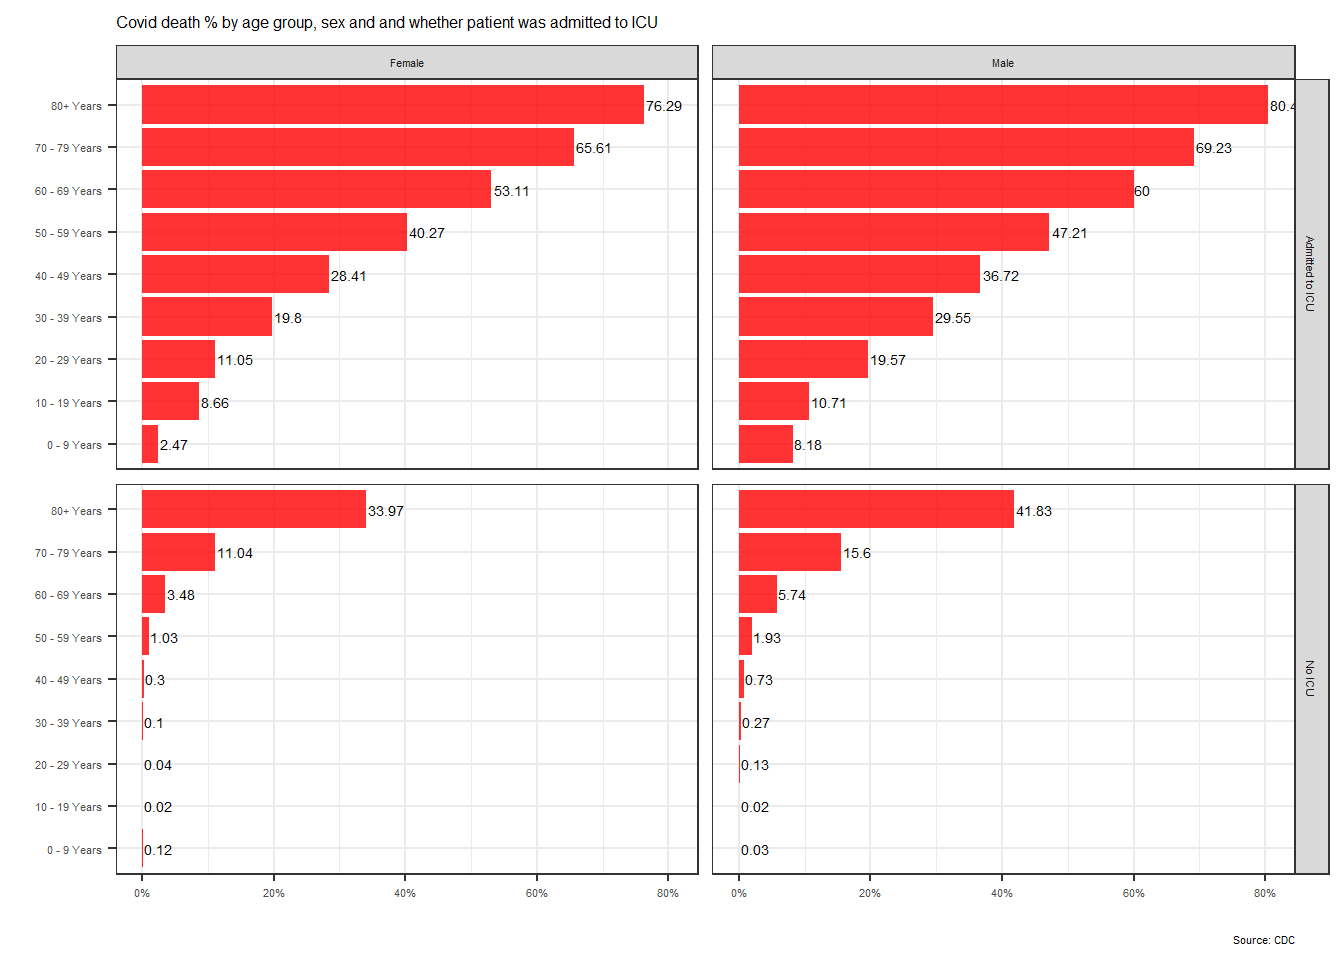 Covid death % by age group, sex and and whether patient was admitted to ICU
Female
Male
80+ Years
76.29
80.4
70 - 79 Years
65.61
69.23
60 - 69 Years
53.11
60
50 - 59 Years
40.27
47.21
40 - 49 Years
28.41
36.72
30 - 39 Years
19.8
29.55
20 - 29 Years
11.05
19.57
10 - 19 Years
8.66
10.71
0 - 9 Years
2.47
8.18
Admitted to ICU
80+ Years
33.97
41.83
70 - 79 Years
11.04
15.6
60 - 69 Years
3.48
5.74
50 - 59 Years
1.03
1.93
40 - 49 Years
0.3
0.73
30 - 39 Years
0.1
0.27
20 - 29 Years
0.04
0.13
10 - 19 Years
0.02
0.02
0 - 9 Years
0.12
0.03
No ICU
0%
20%
40%
60%
80%
0%
20%
40%
60%
80%
Source: CDC